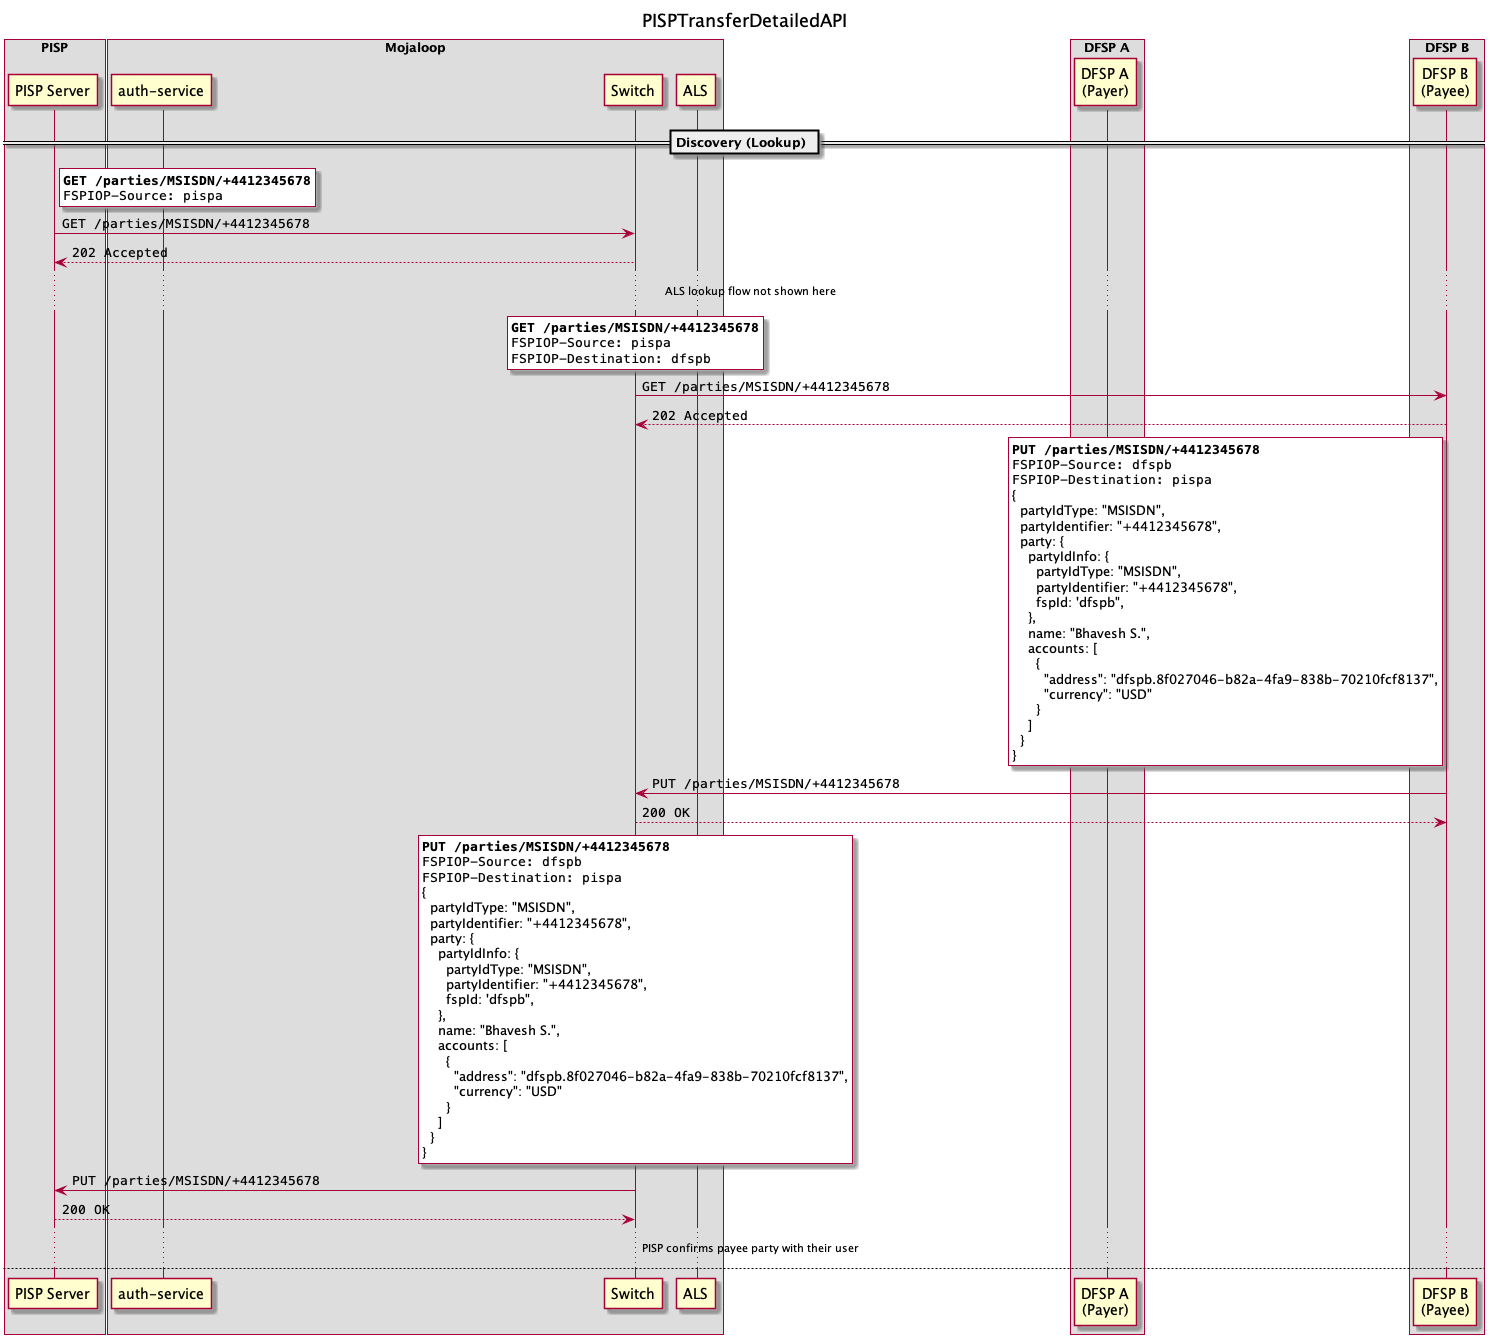 PISPTransferDetailedAPI
PISP
Mojaloop
DFSP A
DFSP B
PISP Server
auth-service
Switch
ALS
DFSP A
(Payer)
DFSP B
(Payee)
Discovery (Lookup)
GET /parties/MSISDN/+4412345678
FSPIOP-Source: pispa
GET /parties/MSISDN/+4412345678
202 Accepted
ALS lookup flow not shown here
GET /parties/MSISDN/+4412345678
FSPIOP-Source: pispa
FSPIOP-Destination: dfspb
GET /parties/MSISDN/+4412345678
202 Accepted
PUT /parties/MSISDN/+4412345678
FSPIOP-Source: dfspb
FSPIOP-Destination: pispa
{
partyIdType: "MSISDN",
partyIdentifier: "+4412345678",
party: {
partyIdInfo: {
partyIdType: "MSISDN",
partyIdentifier: "+4412345678",
fspId: 'dfspb",
},
name: "Bhavesh S.",
accounts: [
{
"address": "dfspb.8f027046-b82a-4fa9-838b-70210fcf8137",
"currency": "USD"
}
]
}
}
PUT /parties/MSISDN/+4412345678
200 OK
PUT /parties/MSISDN/+4412345678
FSPIOP-Source: dfspb
FSPIOP-Destination: pispa
{
partyIdType: "MSISDN",
partyIdentifier: "+4412345678",
party: {
partyIdInfo: {
partyIdType: "MSISDN",
partyIdentifier: "+4412345678",
fspId: 'dfspb",
},
name: "Bhavesh S.",
accounts: [
{
"address": "dfspb.8f027046-b82a-4fa9-838b-70210fcf8137",
"currency": "USD"
}
]
}
}
PUT /parties/MSISDN/+4412345678
200 OK
PISP confirms payee party with their user
PISP Server
auth-service
Switch
ALS
DFSP A
(Payer)
DFSP B
(Payee)